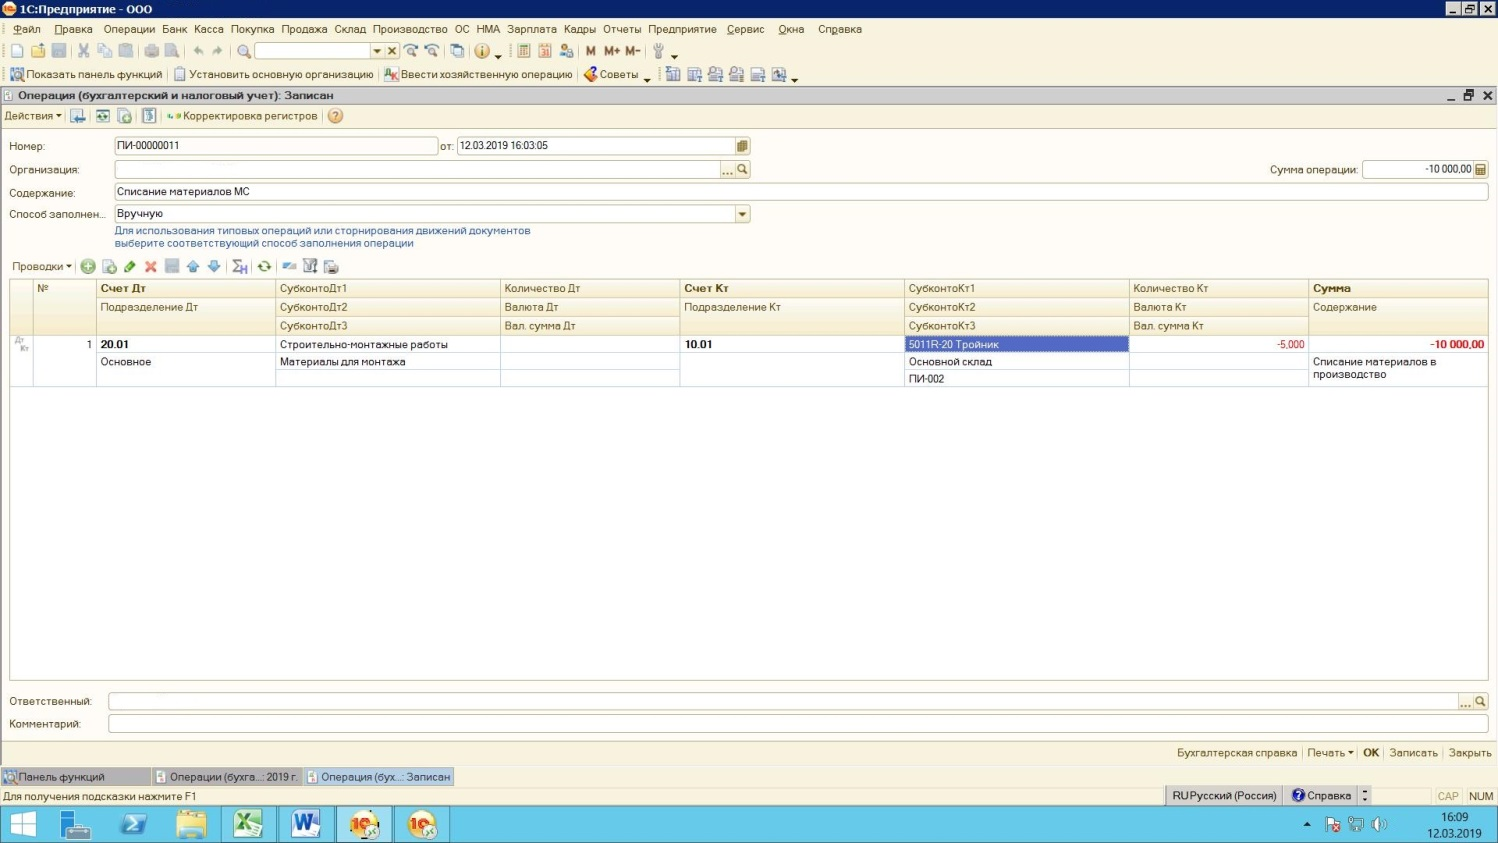 1С:Предприятие - ООО
Файл Правка Операции Банк Касса Покупка Продажа Склад Производство ОС НМА Зарплата Кадры Отчеты Предприятие Сервис Окна Справка
M M+ M-
Показать панель функций Установить основную организацию Ввести хозяйственную операцию Советы
Операция (бухгалтерский и налоговый учет): Записан
Действия Корректировка регистров
Номер: ПИ-00000011 от: 12.03.2019 16:03:05
Организация: Сумма операции: -10 000,00
Содержание: Списание материалов МС
Способ заполнен... Вручную
Для использования типовых операций или сторнирования движений документов
выберите соответствующий способ заполнения операции
Проводки
№ Счет Дт СубконтоДт1 Количество Дт Счет Кт СубконтоКт1 Количество Кт Сумма
Подразделение Дт СубконтоДт2 Валюта Дт Подразделение Кт СубконтоКт2 Валюта Кт Содержание
СубконтоДт3 Вал. сумма Дт СубконтоКт3 Вал. сумма Кт
Дт Кт 1 20.01 Строительно-монтажные работы 10.01 5011R-20 Тройник -5,000 -10 000,00
Основное Материалы для монтажа Основной склад Списание материалов в
ПИ-002 производство
Ответственный:
Комментарий:
Бухгалтерская справка Печать OK Записать Закрыть
Панель функций Операции (бухга...: 2019 г. Операция (бух...: Записан
Для получения подсказки нажмите F1 RU Русский (Россия) Справка CAP NUM
16:09
12.03.2019